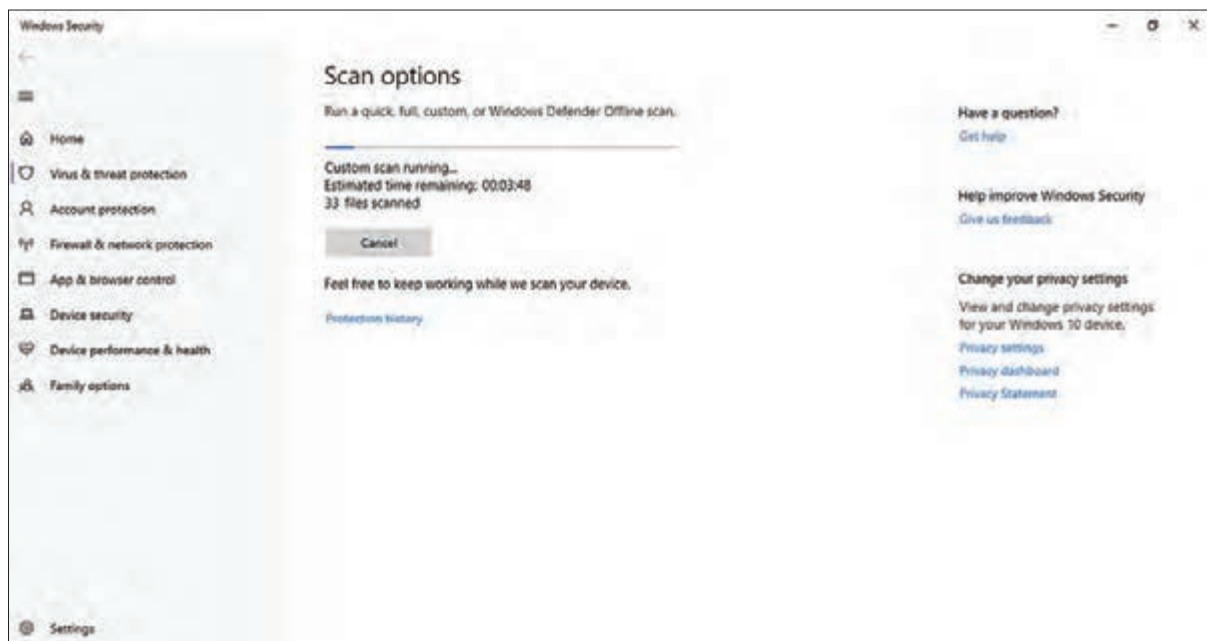 Windows Security
Home
Virus & threat protection
Account protection
Firewall & network protection
App & browser control
Device security
Device performance & health
Family options
Settings
Scan options
Run a quick, full, custom, or Windows Defender Offline scan.
Custom scan running...
Estimated time remaining: 00:03:48
33 files scanned
Cancel
Feel free to keep working while we scan your device.
Protection history
Have a question?
Get help
Help improve Windows Security
Give us feedback
Change your privacy settings
View and change privacy settings
for your Windows 10 device.
Privacy settings
Privacy dashboard
Privacy Statement